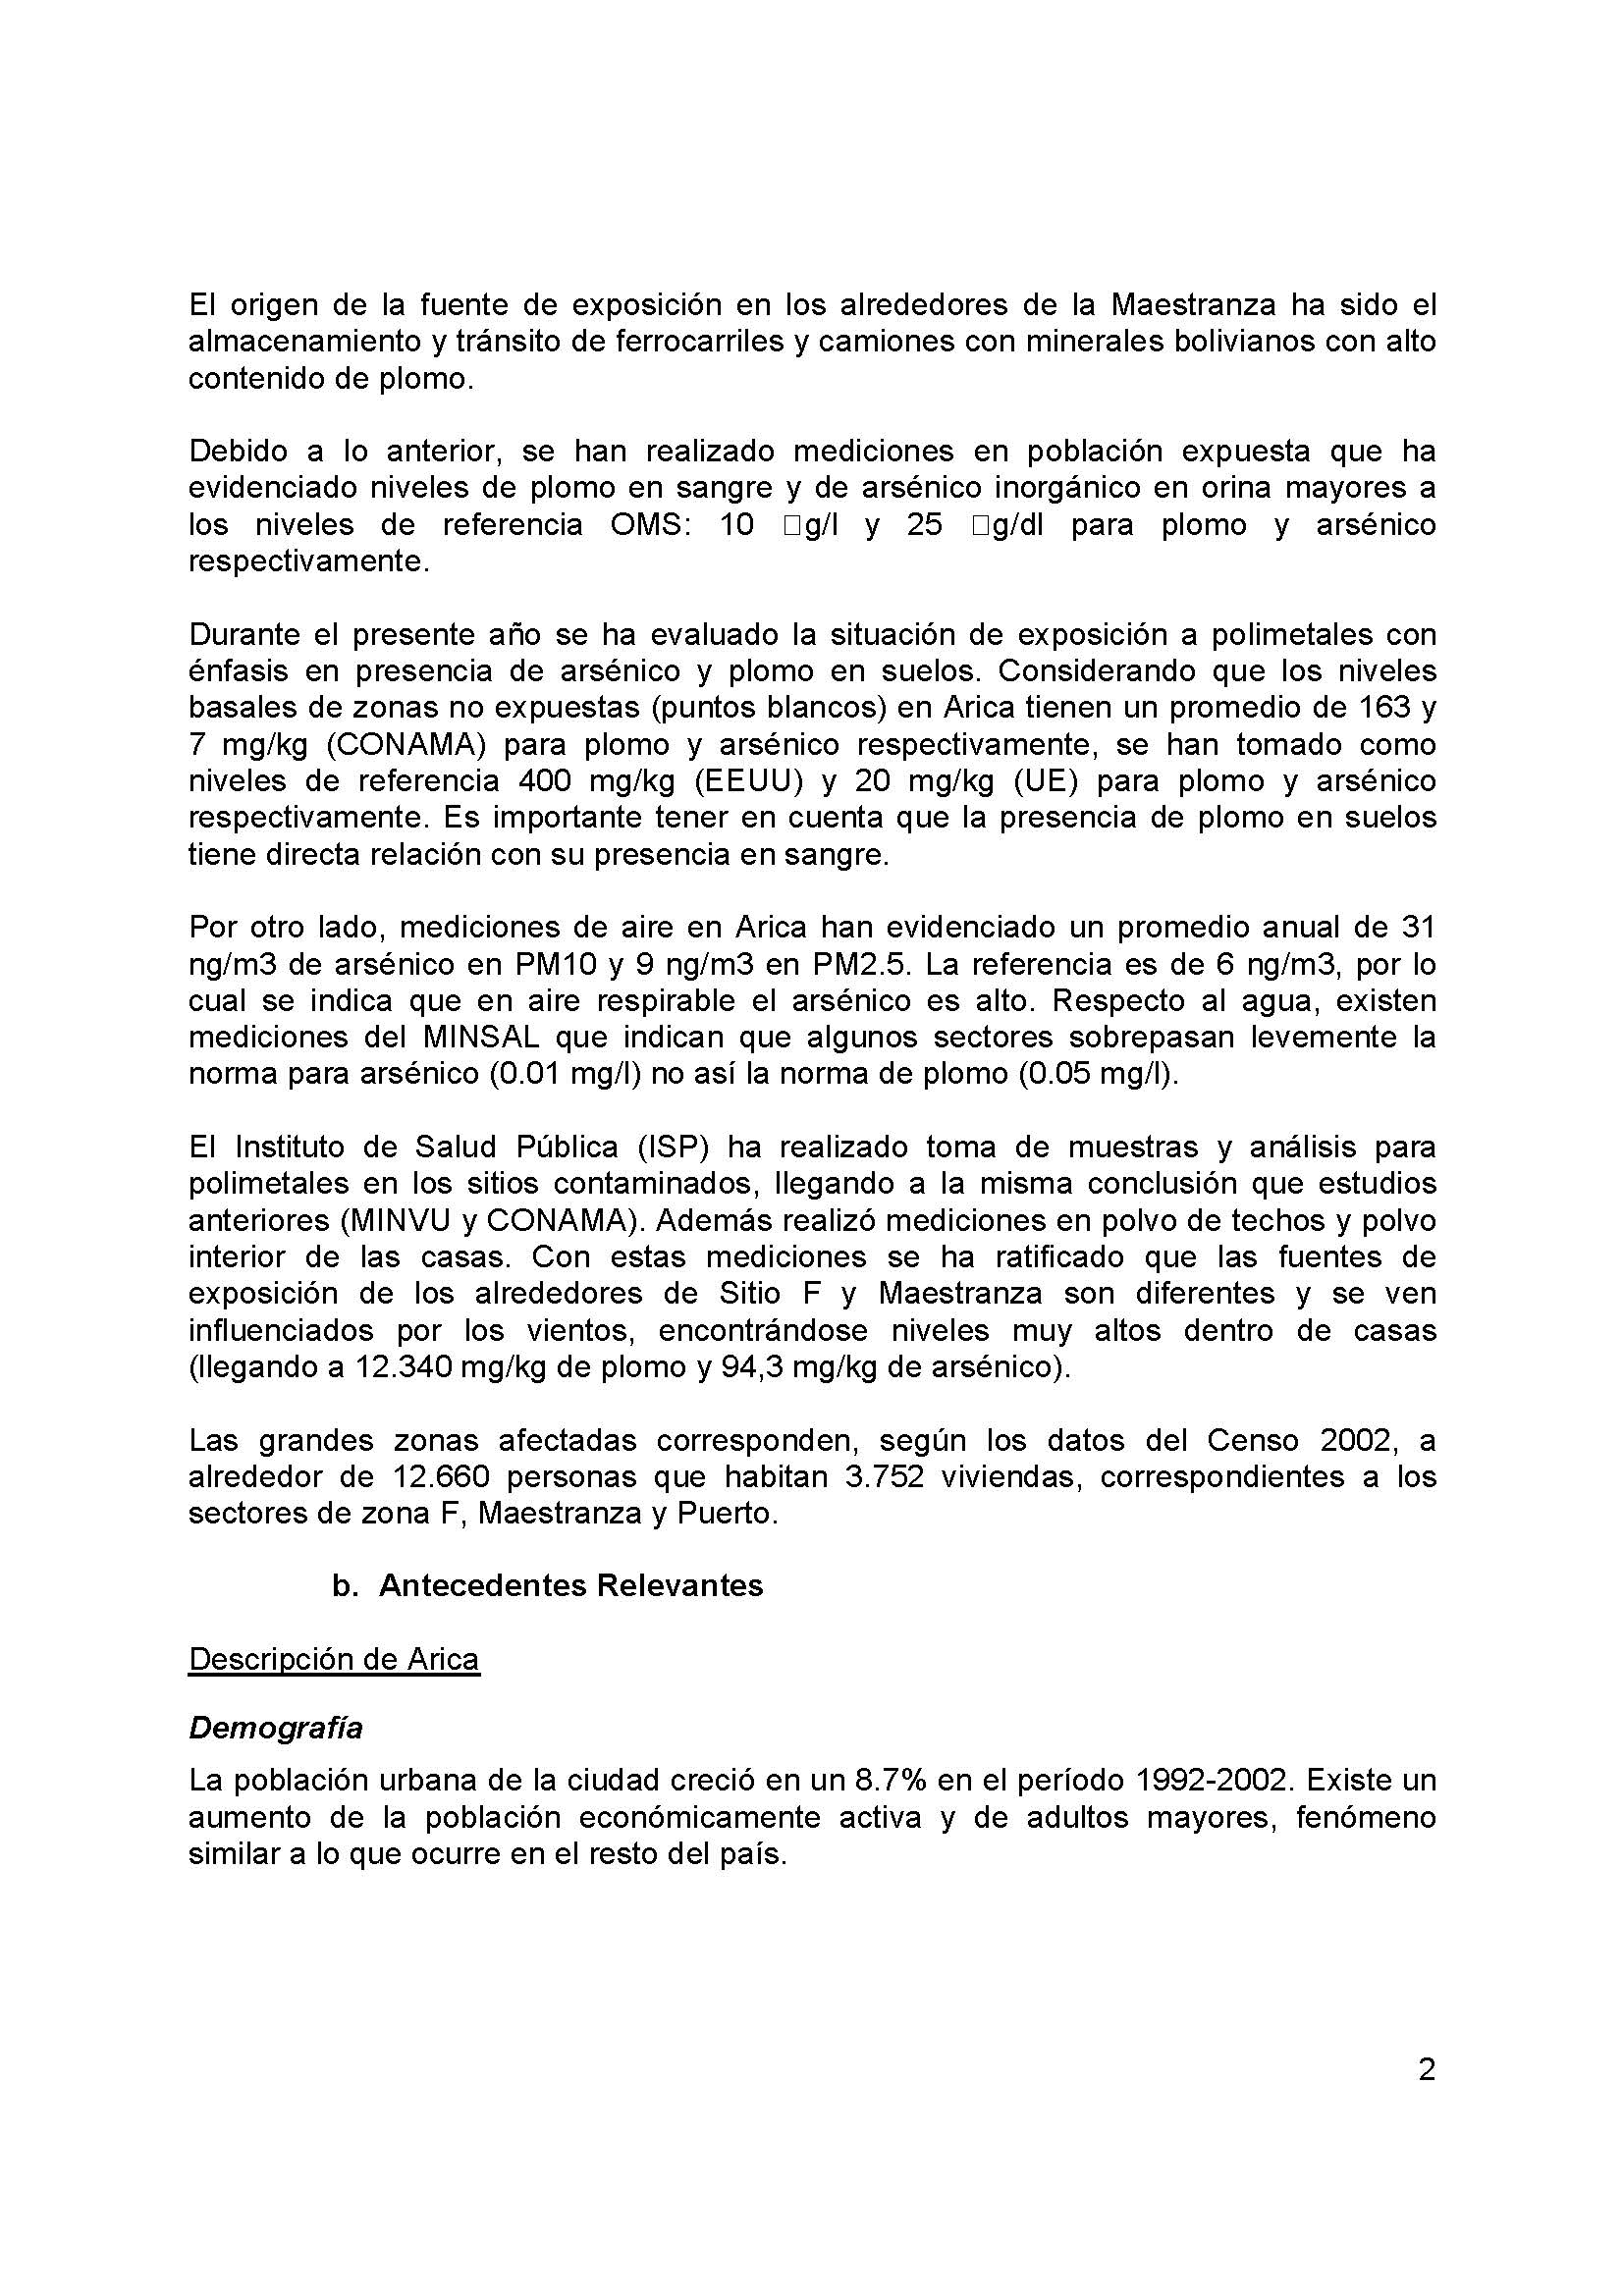 El origen de la fuente de exposición en los alrededores de la Maestranza ha sido el
almacenamiento y tránsito de ferrocarriles y camiones con minerales bolivianos con alto
contenido de plomo.
Debido a lo anterior, se han realizado mediciones en población expuesta que ha
evidenciado niveles de plomo en sangre y de arsénico inorgánico en orina mayores a
los niveles de referencia OMS: 10 □g/l y 25 □g/dl para plomo y arsénico
respectivamente.
Durante el presente año se ha evaluado la situación de exposición a polimetales con
énfasis en presencia de arsénico y plomo en suelos. Considerando que los niveles
basales de zonas no expuestas (puntos blancos) en Arica tienen un promedio de 163 y
7 mg/kg (CONAMA) para plomo y arsénico respectivamente, se han tomado como
niveles de referencia 400 mg/kg (EEUU) y 20 mg/kg (UE) para plomo y arsénico
respectivamente. Es importante tener en cuenta que la presencia de plomo en suelos
tiene directa relación con su presencia en sangre.
Por otro lado, mediciones de aire en Arica han evidenciado un promedio anual de 31
ng/m3 de arsénico en PM10 y 9 ng/m3 en PM2.5. La referencia es de 6 ng/m3, por lo
cual se indica que en aire respirable el arsénico es alto. Respecto al agua, existen
mediciones del MINSAL que indican que algunos sectores sobrepasan levemente la
norma para arsénico (0.01 mg/l) no así la norma de plomo (0.05 mg/l).
El Instituto de Salud Pública (ISP) ha realizado toma de muestras y análisis para
polimetales en los sitios contaminados, llegando a la misma conclusión que estudios
anteriores (MINVU y CONAMA). Además realizó mediciones en polvo de techos y polvo
interior de las casas. Con estas mediciones se ha ratificado que las fuentes de
exposición de los alrededores de Sitio F y Maestranza son diferentes y se ven
influenciados por los vientos, encontrándose niveles muy altos dentro de casas
(llegando a 12.340 mg/kg de plomo y 94,3 mg/kg de arsénico).
Las grandes zonas afectadas corresponden, según los datos del Censo 2002, a
alrededor de 12.660 personas que habitan 3.752 viviendas, correspondientes a los
sectores de zona F, Maestranza y Puerto.
b. Antecedentes Relevantes
Descripción de Arica
Demografía
La población urbana de la ciudad creció en un 8.7% en el período 1992-2002. Existe un
aumento de la población económicamente activa y de adultos mayores, fenómeno
similar a lo que ocurre en el resto del país.
2